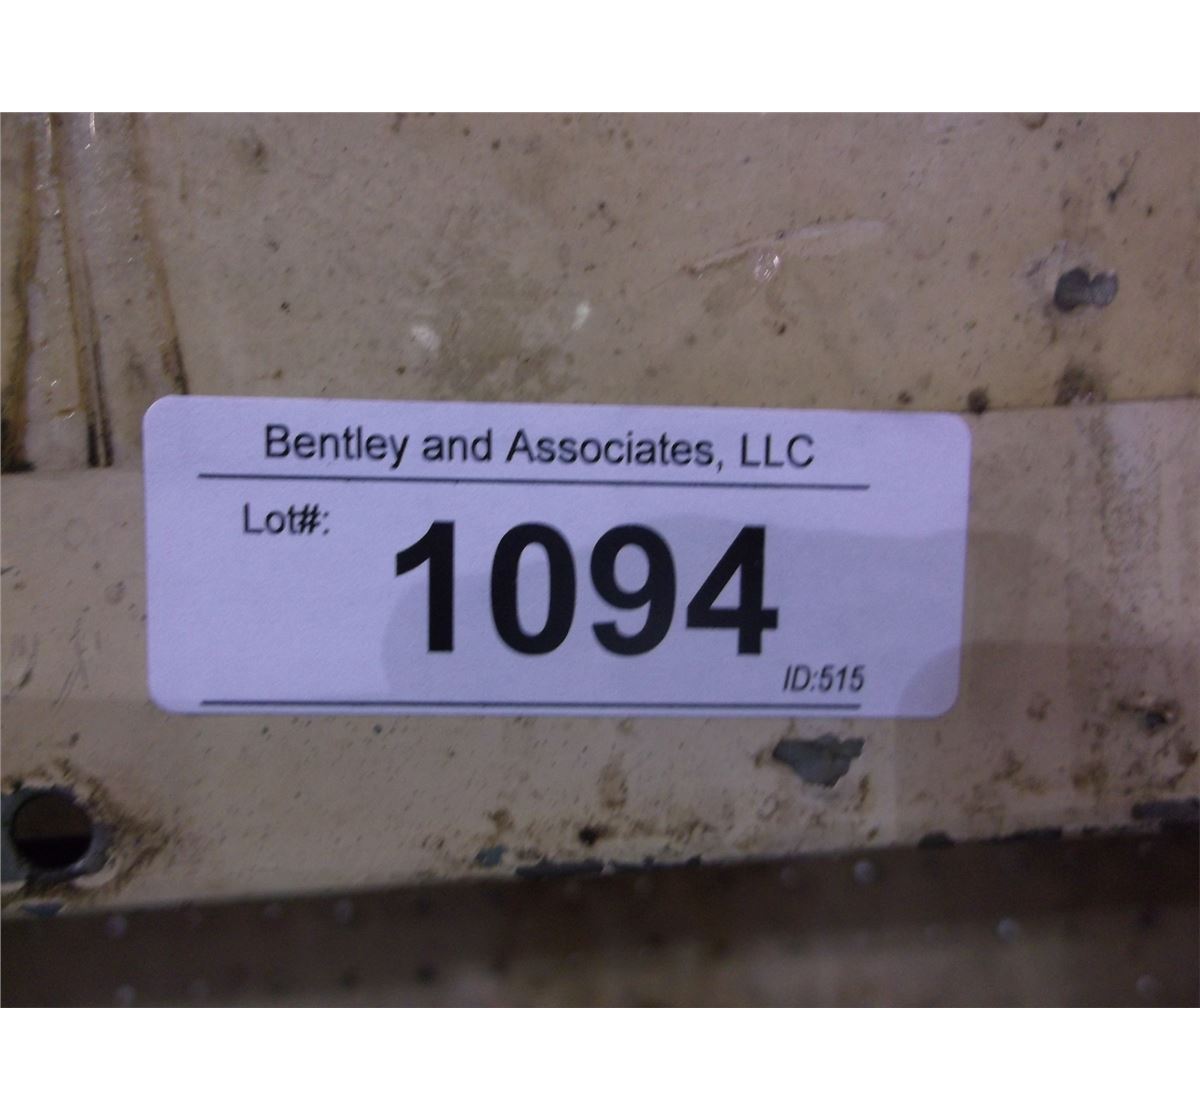 Bentley and Associates, LLC
Lot#:
1094
ID:515